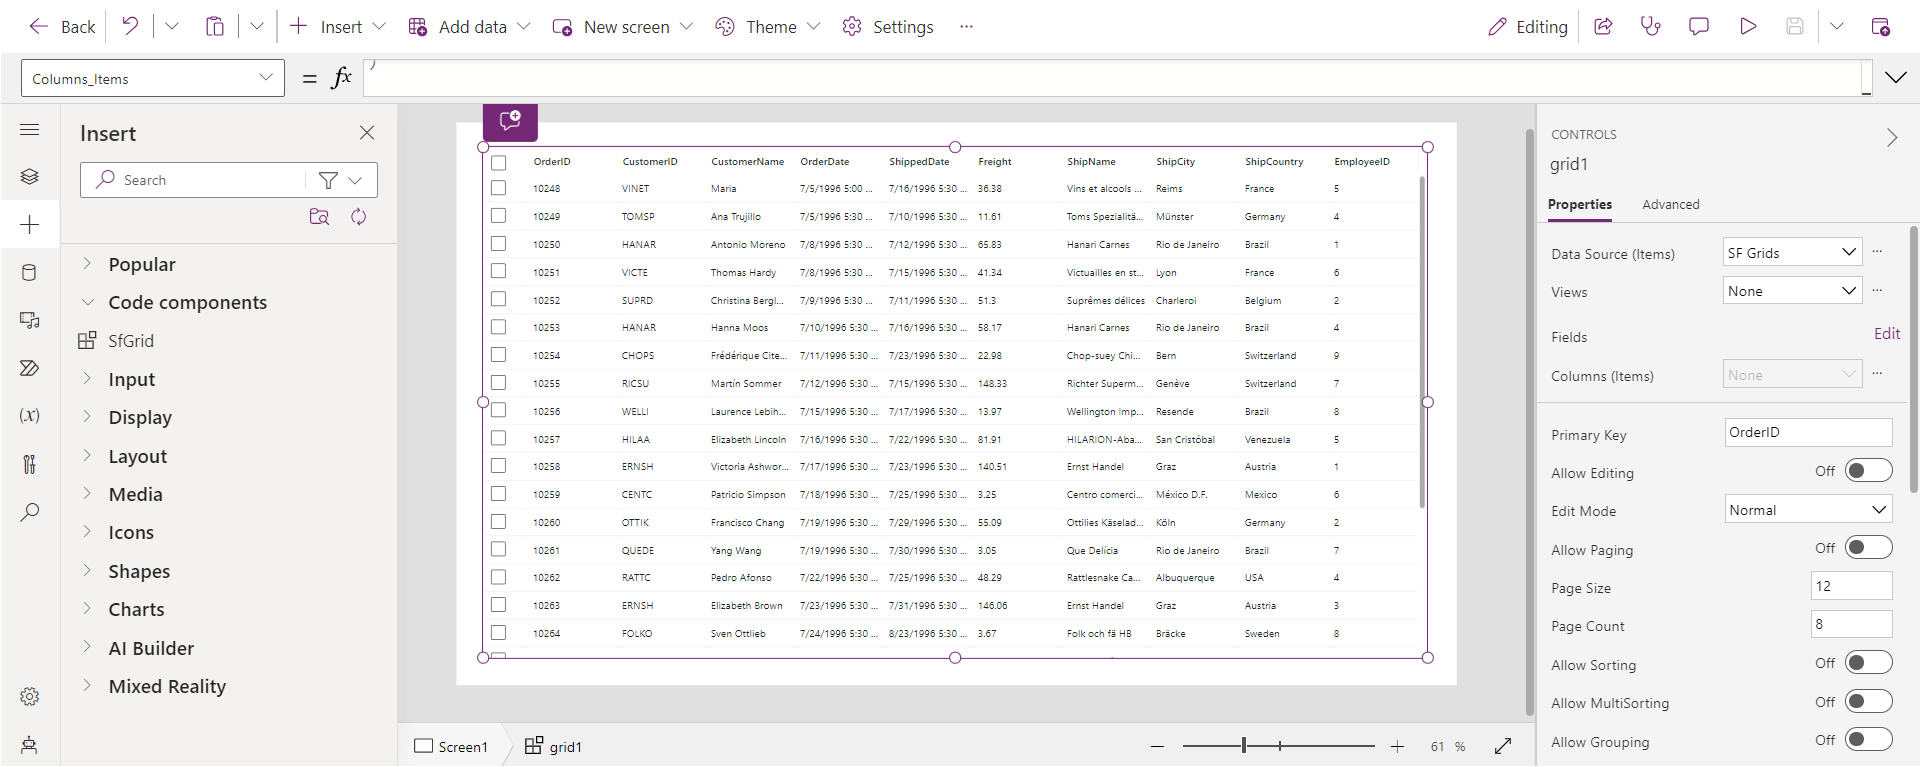 Back Insert Add data New screen Theme Settings ... Editing
Columns_Items = fx )
Insert
Search
Popular
Code components
SfGrid
Input
Display
Layout
Media
Icons
Shapes
Charts
AI Builder
Mixed Reality
OrderID CustomerID CustomerName OrderDate ShippedDate Freight ShipName ShipCity ShipCountry EmployeeID
10248 VINET Maria 7/5/1996 5:00 ... 7/16/1996 5:30 ... 36.38 Vins et alcools ... Reims France 5
10249 TOMSP Ana Trujillo 7/5/1996 5:30 ... 7/10/1996 5:30 ... 11.61 Toms Spezialitä... Münster Germany 4
10250 HANAR Antonio Moreno 7/8/1996 5:30 ... 7/12/1996 5:30 ... 65.83 Hanari Carnes Rio de Janeiro Brazil 1
10251 VICTE Thomas Hardy 7/8/1996 5:30 ... 7/15/1996 5:30 ... 41.34 Victuailles en st... Lyon France 6
10252 SUPRD Christina Bergl... 7/9/1996 5:30 ... 7/11/1996 5:30 ... 51.3 Suprêmes délices Charleroi Belgium 2
10253 HANAR Hanna Moos 7/10/1996 5:30 ... 7/16/1996 5:30 ... 58.17 Hanari Carnes Rio de Janeiro Brazil 4
10254 CHOPS Frédérique Cite... 7/11/1996 5:30 ... 7/23/1996 5:30 ... 22.98 Chop-suey Chi... Bern Switzerland 9
10255 RICSU Martín Sommer 7/12/1996 5:30 ... 7/15/1996 5:30 ... 148.33 Richter Superm... Genève Switzerland 7
10256 WELLI Laurence Lebih... 7/15/1996 5:30 ... 7/17/1996 5:30 ... 13.97 Wellington Imp... Resende Brazil 8
10257 HILAA Elizabeth Lincoln 7/16/1996 5:30 ... 7/22/1996 5:30 ... 81.91 HILARION-Aba... San Cristóbal Venezuela 5
10258 ERNSH Victoria Ashwor... 7/17/1996 5:30 ... 7/23/1996 5:30 ... 140.51 Ernst Handel Graz Austria 1
10259 CENTC Patricio Simpson 7/18/1996 5:30 ... 7/25/1996 5:30 ... 3.25 Centro comerci... México D.F. Mexico 6
10260 OTTIK Francisco Chang 7/19/1996 5:30 ... 7/29/1996 5:30 ... 55.09 Ottilies Käselad... Köln Germany 2
10261 QUEDE Yang Wang 7/19/1996 5:30 ... 7/30/1996 5:30 ... 3.05 Que Delícia Rio de Janeiro Brazil 7
10262 RATTC Pedro Afonso 7/22/1996 5:30 ... 7/25/1996 5:30 ... 48.29 Rattlesnake Ca... Albuquerque USA 4
10263 ERNSH Elizabeth Brown 7/23/1996 5:30 ... 7/31/1996 5:30 ... 146.06 Ernst Handel Graz Austria 3
10264 FOLKO Sven Ottlieb 7/24/1996 5:30 ... 8/23/1996 5:30 ... 3.67 Folk och fä HB Bräcke Sweden 8
Screen1 grid1 61 %
CONTROLS
grid1
Properties Advanced
Data Source (Items) SF Grids ...
Views None ...
Fields Edit
Columns (Items) None ...
Primary Key OrderID
Allow Editing Off
Edit Mode Normal
Allow Paging Off
Page Size 12
Page Count 8
Allow Sorting Off
Allow MultiSorting Off
Allow Grouping Off